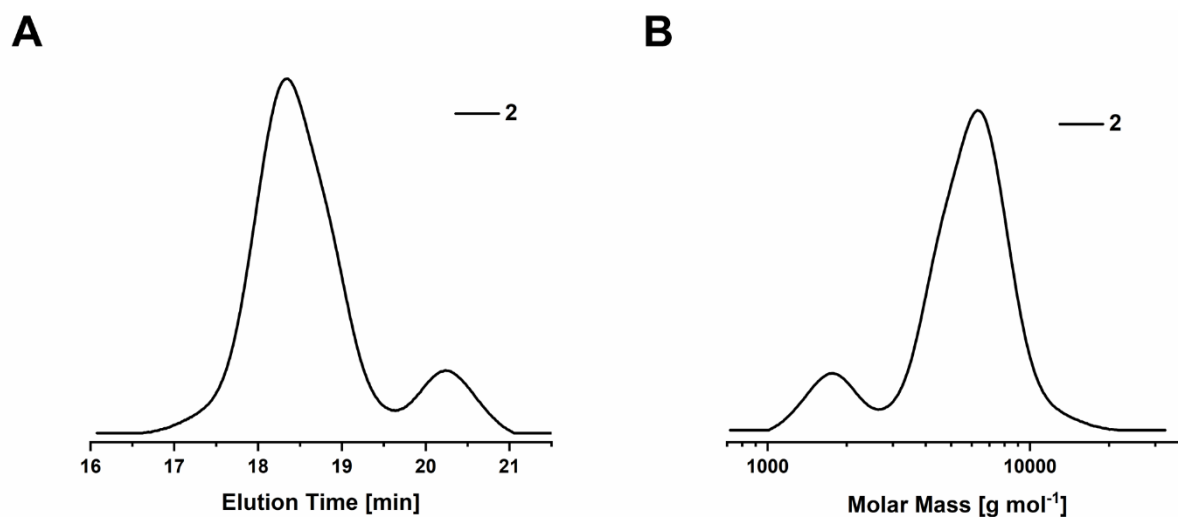 A
B
2
2
16 17 18 19 20 21
1000 10000
Elution Time [min]
Molar Mass [g mol⁻¹]